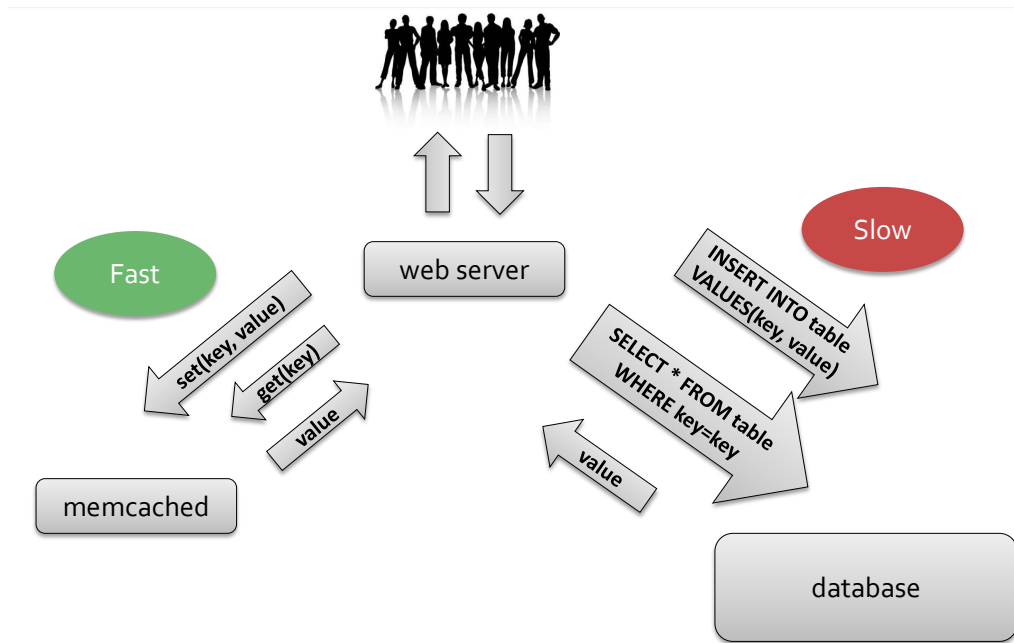 Slow
Fast
web server
INSERT INTO table
VALUES(key, value)
set(key, value)
get(key)
value
SELECT * FROM table
WHERE key=key
value
memcached
database